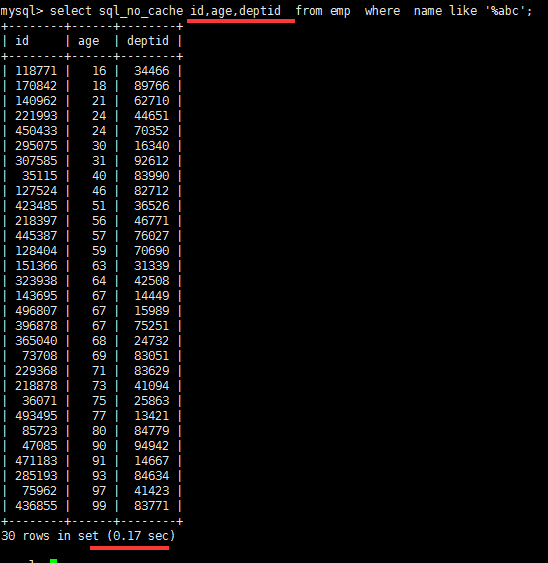 mysql> select sql_no_cache id,age,deptid from emp where name like '%abc';
+--------+------+--------+
| id     | age  | deptid |
+--------+------+--------+
| 118771 |   16 |  34466 |
| 170842 |   18 |  89766 |
| 140962 |   21 |  62710 |
| 221993 |   24 |  44651 |
| 450433 |   24 |  70352 |
| 295075 |   30 |  16340 |
| 307585 |   31 |  92612 |
|  35115 |   40 |  83990 |
| 127524 |   46 |  82712 |
| 423485 |   51 |  36526 |
| 218397 |   56 |  46771 |
| 445387 |   57 |  76027 |
| 128404 |   59 |  70690 |
| 151366 |   63 |  31339 |
| 323938 |   64 |  42508 |
| 143695 |   67 |  14449 |
| 496807 |   67 |  15989 |
| 396878 |   67 |  75251 |
| 365040 |   68 |  24732 |
|  73708 |   69 |  83051 |
| 229368 |   71 |  83629 |
| 218878 |   73 |  41094 |
|  36071 |   75 |  25863 |
| 493495 |   77 |  13421 |
|  85723 |   80 |  84779 |
|  47085 |   90 |  94942 |
| 471183 |   91 |  14667 |
| 285193 |   93 |  84634 |
|  75962 |   97 |  41423 |
| 436855 |   99 |  83771 |
+--------+------+--------+
30 rows in set (0.17 sec)